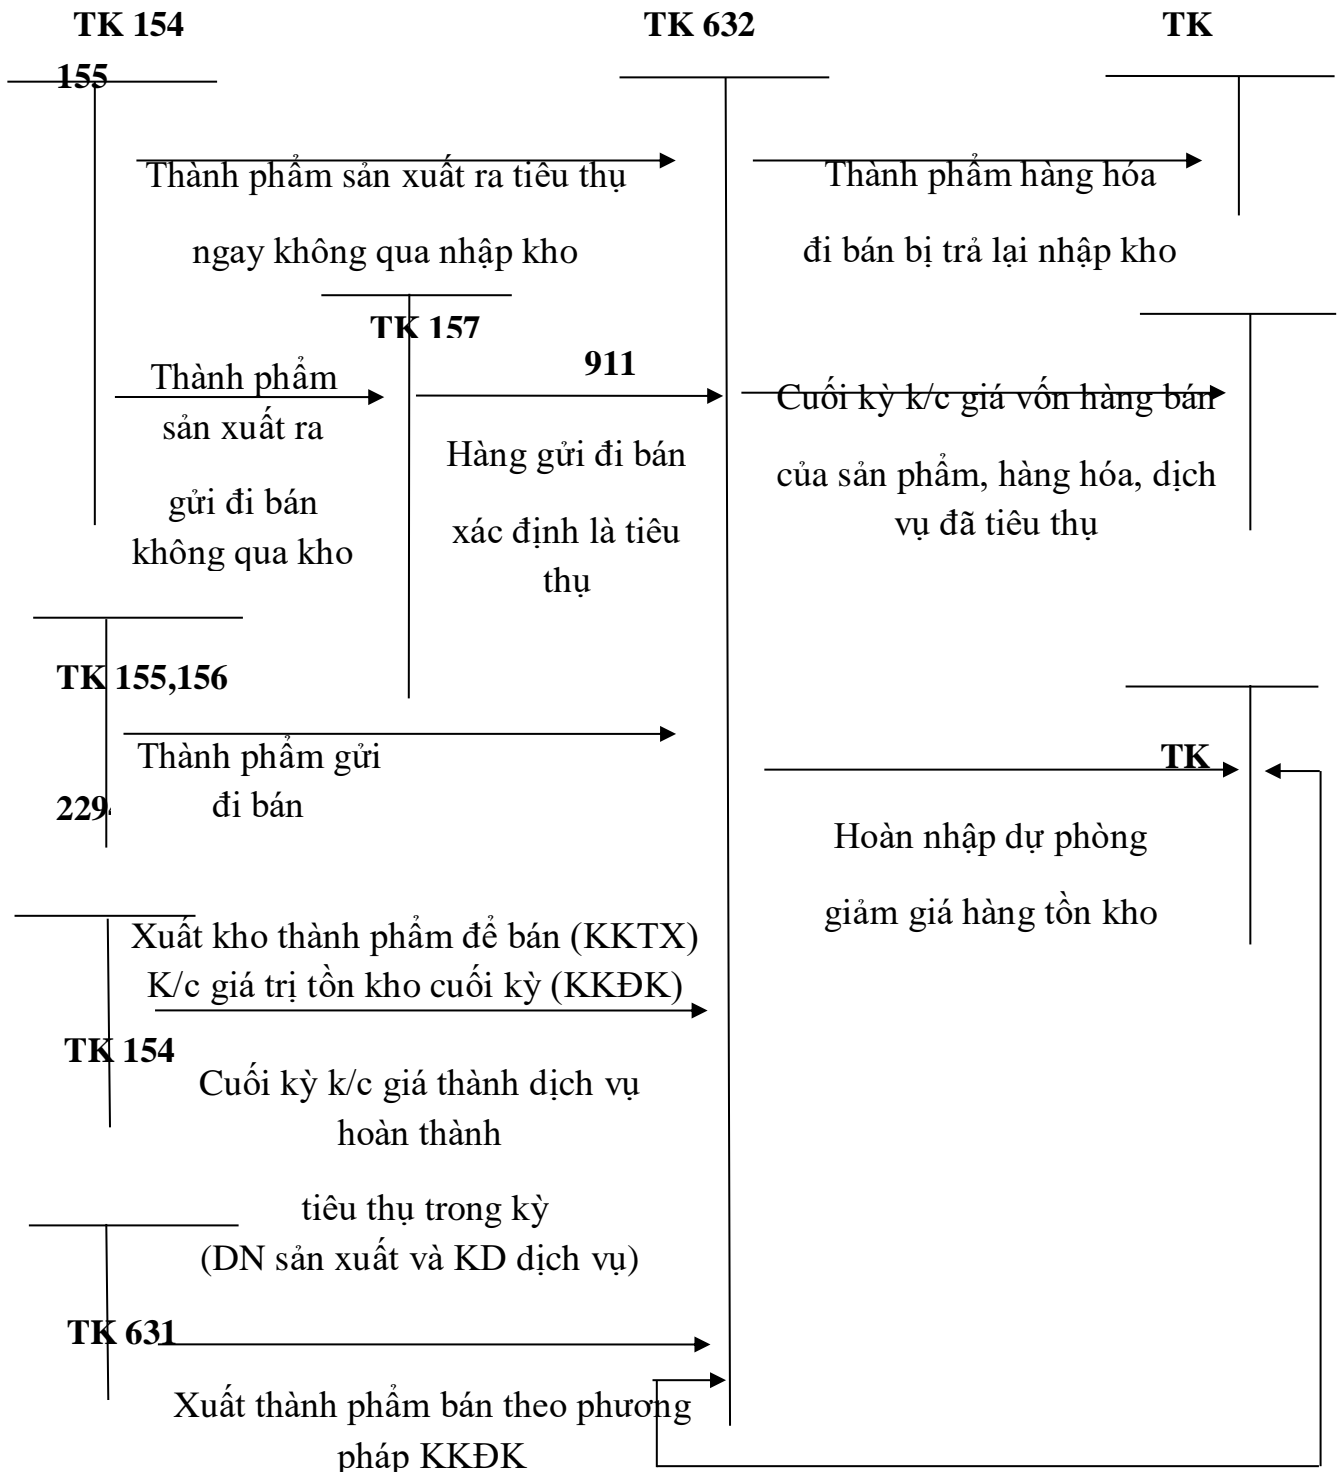 TK 154
TK 632
TK
155
Thành phẩm sản xuất ra tiêu thụ
ngay không qua nhập kho
Thành phẩm hàng hóa
đi bán bị trả lại nhập kho
TK 157
911
Thành phẩm
sản xuất ra
gửi đi bán
không qua kho
Hàng gửi đi bán
xác định là tiêu
thụ
Cuối kỳ k/c giá vốn hàng bán
của sản phẩm, hàng hóa, dịch
vụ đã tiêu thụ
TK 155,156
TK
Thành phẩm gửi
đi bán
229
Hoàn nhập dự phòng
giảm giá hàng tồn kho
Xuất kho thành phẩm để bán (KKTX)
K/c giá trị tồn kho cuối kỳ (KKĐK)
TK 154
Cuối kỳ k/c giá thành dịch vụ
hoàn thành
tiêu thụ trong kỳ
(DN sản xuất và KD dịch vụ)
TK 631
Xuất thành phẩm bán theo phương
pháp KKĐK